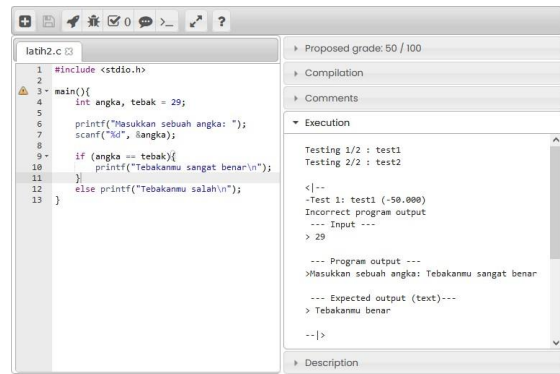 0
latih2.c
1 #include <stdio.h>
2
3 main(){
4 int angka, tebak = 29;
5
6 printf("Masukkan sebuah angka: ");
7 scanf("%d", &angka);
8
9 if (angka == tebak){
10 printf("Tebakanmu sangat benar\n");
11 }
12 else printf("Tebakanmu salah\n");
13 }
Proposed grade: 50 / 100
Compilation
Comments
Execution
Testing 1/2 : test1
Testing 2/2 : test2
<|--
-Test 1: test1 (-50.000)
Incorrect program output
--- Input ---
> 29
--- Program output ---
>Masukkan sebuah angka: Tebakanmu sangat benar
--- Expected output (text)---
> Tebakanmu benar
--|>
Description